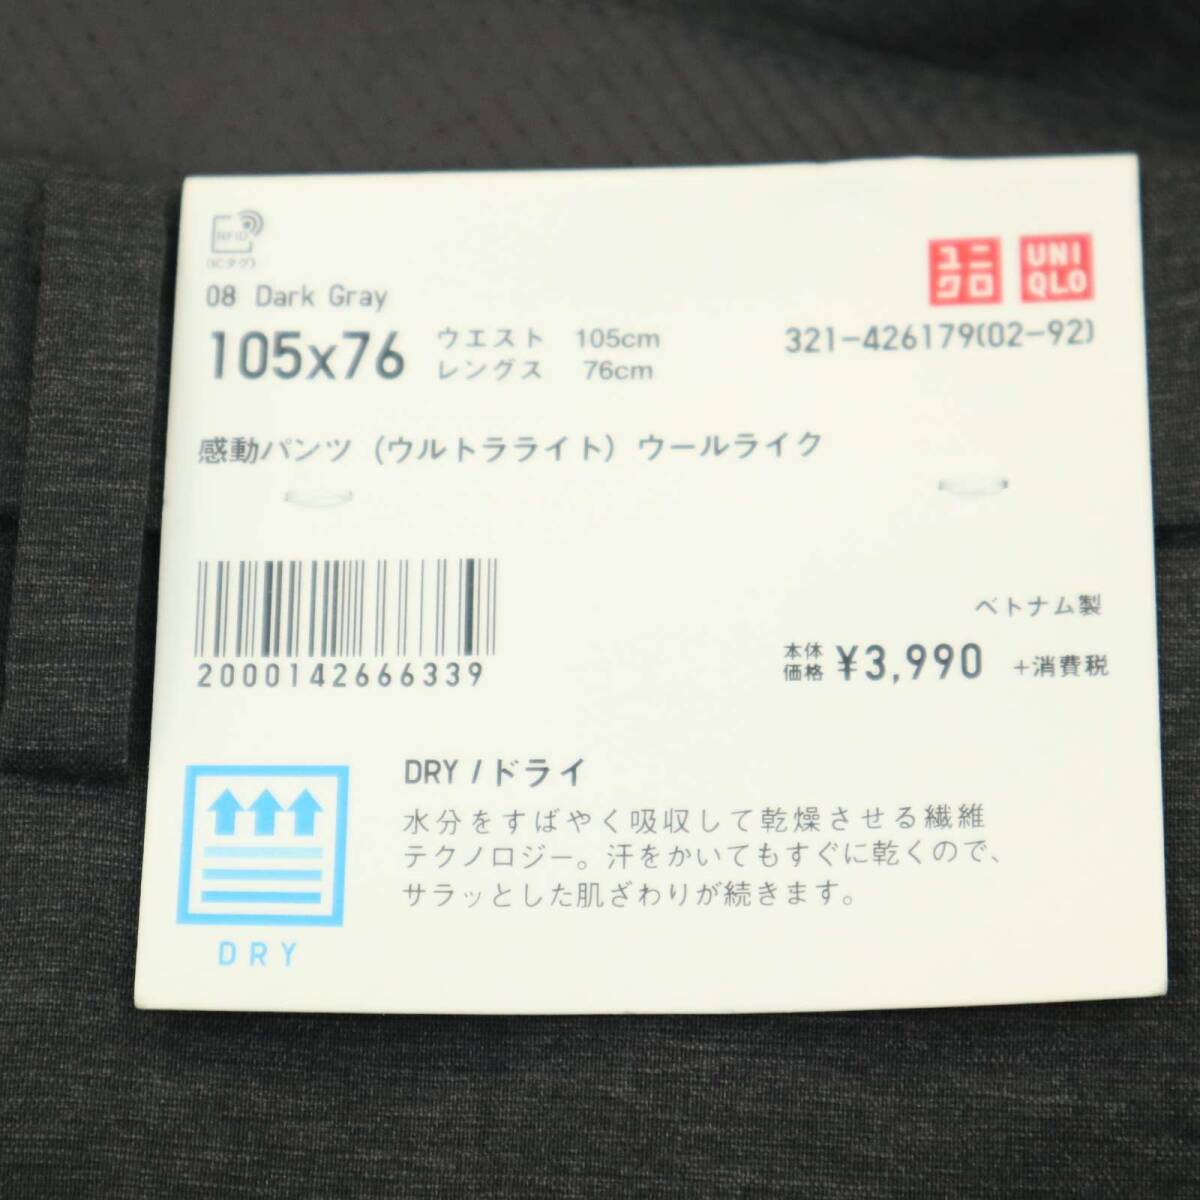 RFID
(ICタグ)
08 Dark Gray
ユニ
クロ
UNI
QLO
105x76
ウエスト 105cm
レングス 76cm
321-426179(02-92)
感動パンツ（ウルトラライト）ウールライク
2000142666339
ベトナム製
本体
価格 ¥3,990 +消費税
DRY
DRY / ドライ
水分をすばやく吸収して乾燥させる繊維
テクノロジー。汗をかいてもすぐに乾くので、
サラッとした肌ざわりが続きます。